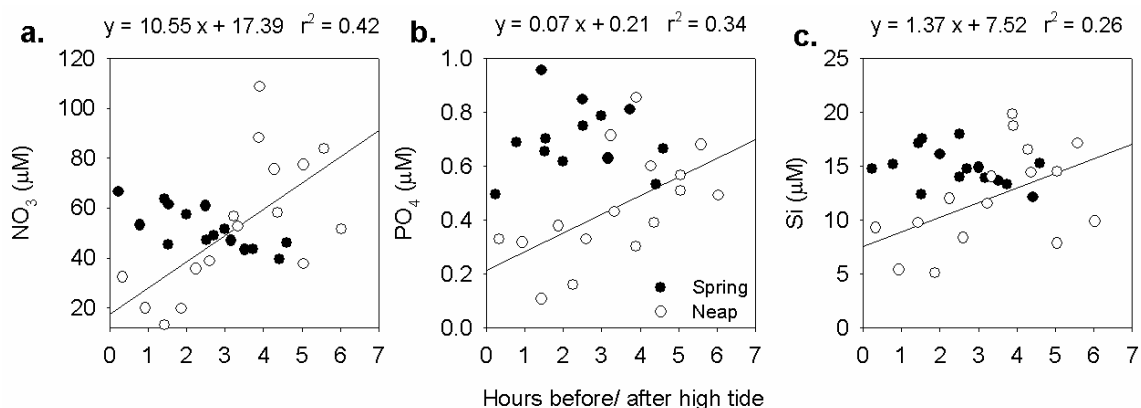 y = 10.55 x + 17.39 r² = 0.42
y = 0.07 x + 0.21 r² = 0.34
y = 1.37 x + 7.52 r² = 0.26
a.
b.
c.
120
100
80
60
40
20
NO₃ (µM)
0 1 2 3 4 5 6 7
1.0
0.8
0.6
0.4
0.2
0.0
PO₄ (µM)
Spring
Neap
0 1 2 3 4 5 6 7
25
20
15
10
5
0
Si (µM)
0 1 2 3 4 5 6 7
Hours before/ after high tide